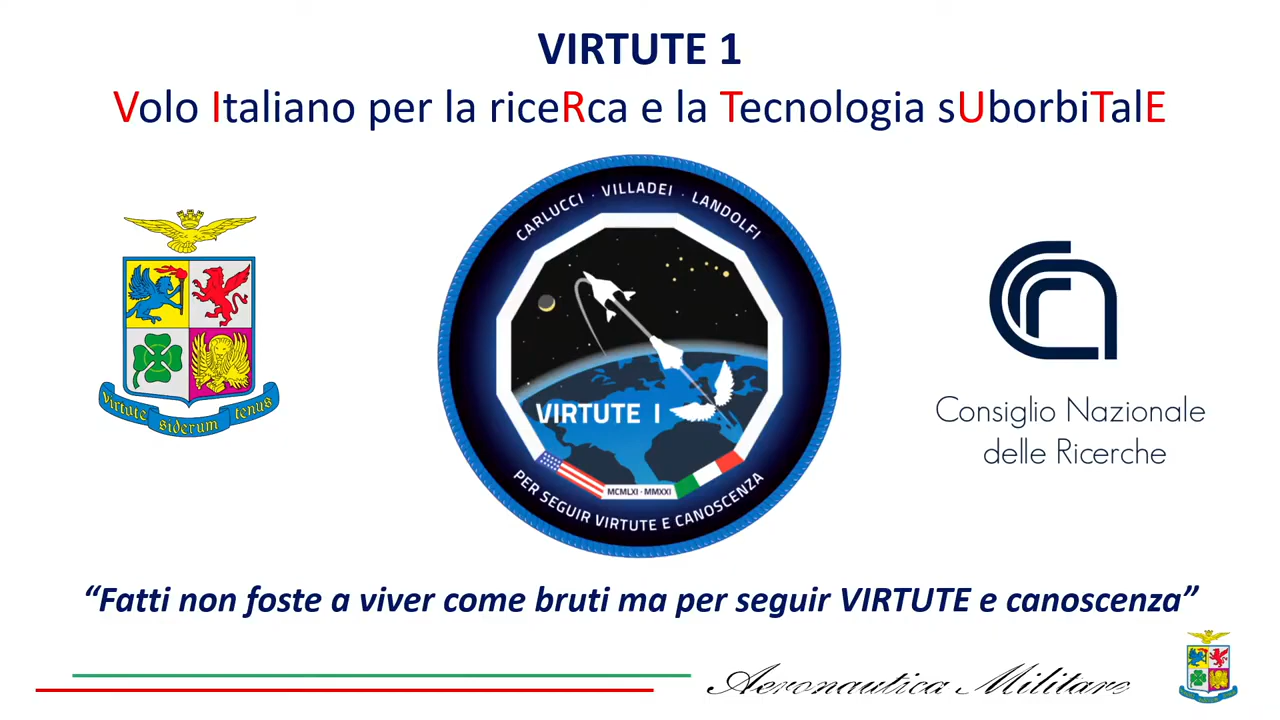 VIRTUTE 1
Volo Italiano per la riceRca e la Tecnologia sUborbiTalE
CARLUCCI · VILLADEI · LANDOLFI
VIRTUTE I
MCMLXI · MMXXI
PER SEGUIR VIRTUTE E CANOSCENZA
Virtute siderum tenus
Consiglio Nazionale
delle Ricerche
“Fatti non foste a viver come bruti ma per seguir VIRTUTE e canoscenza”
Aeronautica Militare